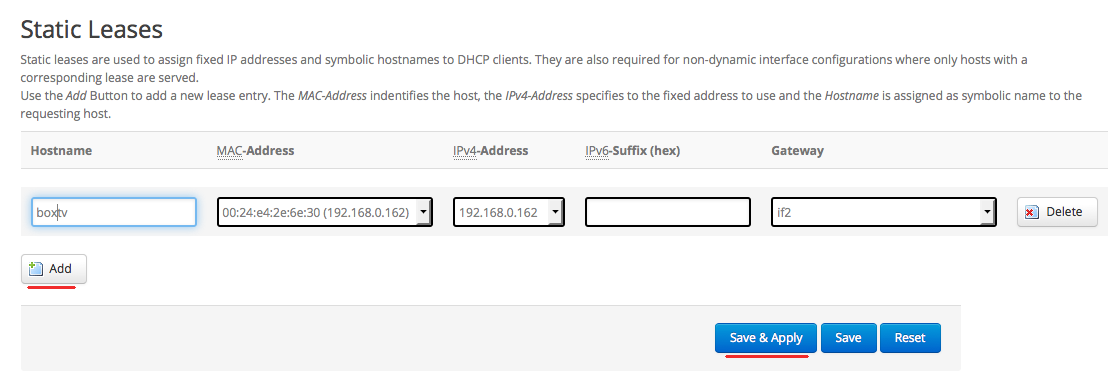 Static Leases
Static leases are used to assign fixed IP addresses and symbolic hostnames to DHCP clients. They are also required for non-dynamic interface configurations where only hosts with a
corresponding lease are served.
Use the Add Button to add a new lease entry. The MAC-Address indentifies the host, the IPv4-Address specifies to the fixed address to use and the Hostname is assigned as symbolic name to the
requesting host.
Hostname MAC-Address IPv4-Address IPv6-Suffix (hex) Gateway
boxtv 00:24:e4:2e:6e:30 (192.168.0.162) 192.168.0.162 if2 Delete
Add
Save & Apply Save Reset